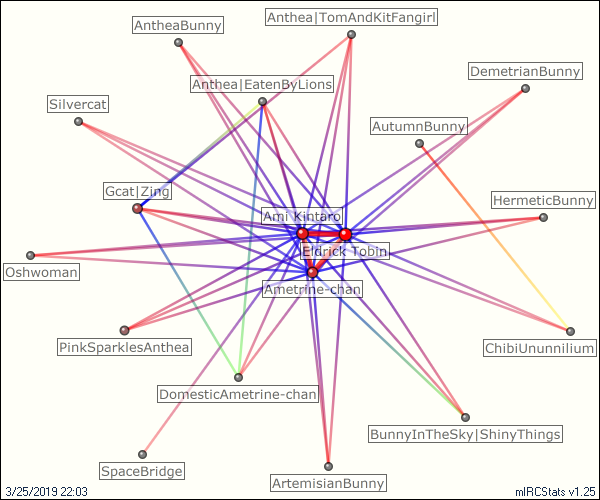 Anthea|TomAndKitFangirl
AntheaBunny
DemetrianBunny
Anthea|EatenByLions
Silvercat
AutumnBunny
Gcat|Zing
HermeticBunny
Ami Kintaro
Eldrick Tobin
Oshwoman
Ametrine-chan
PinkSparklesAnthea
ChibiUnunnilium
DomesticAmetrine-chan
BunnyInTheSky|ShinyThings
SpaceBridge
ArtemisianBunny
3/25/2019 22:03
mIRCStats v1.25